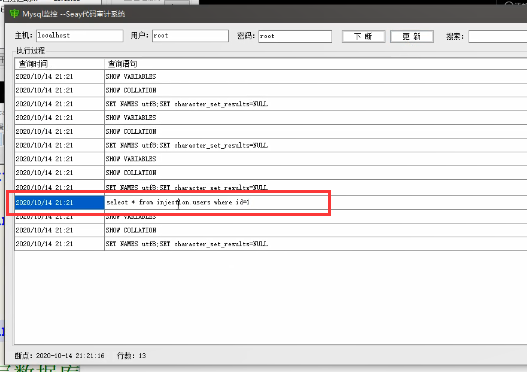 Mysql监控 --Seay代码审计系统
主机: localhost 用户: root 密码: root 下 断 更 新 搜索:
执行过程
查询时间 查询语句
2020/10/14 21:21 SHOW VARIABLES
2020/10/14 21:21 SHOW COLLATION
2020/10/14 21:21 SET NAMES utf8;SET character_set_results=NULL
2020/10/14 21:21 SHOW VARIABLES
2020/10/14 21:21 SHOW COLLATION
2020/10/14 21:21 SET NAMES utf8;SET character_set_results=NULL
2020/10/14 21:21 SHOW VARIABLES
2020/10/14 21:21 SHOW COLLATION
2020/10/14 21:21 SET NAMES utf8;SET character_set_results=NULL
2020/10/14 21:21 select * from injection.users where id=1
2020/10/14 21:21 SHOW VARIABLES
2020/10/14 21:21 SHOW COLLATION
2020/10/14 21:21 SET NAMES utf8;SET character_set_results=NULL
断点: 2020-10-14 21:21:16 行数: 13